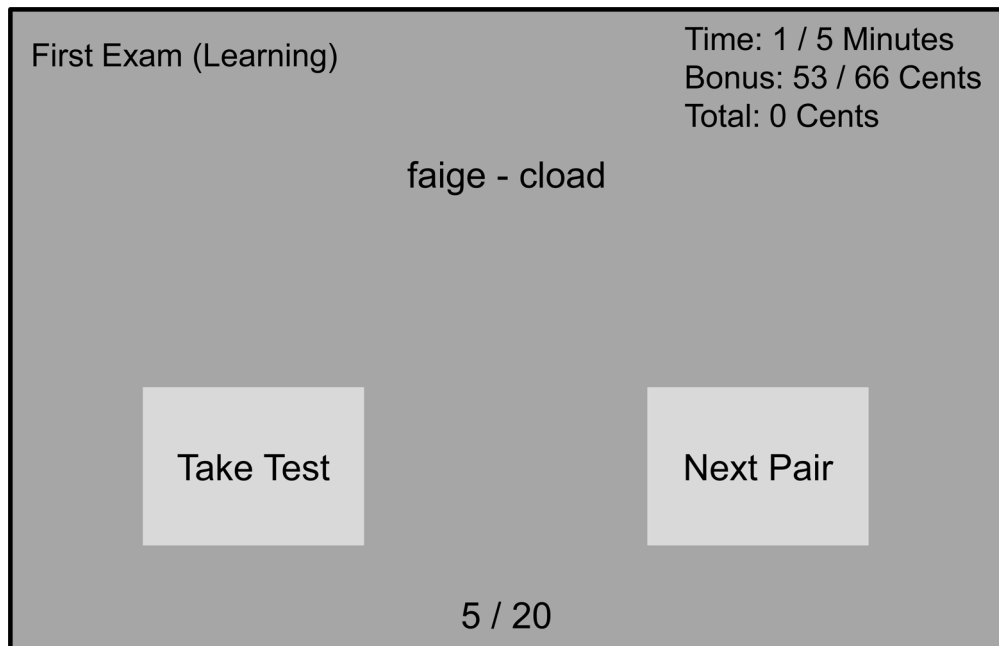 First Exam (Learning)
Time: 1 / 5 Minutes
Bonus: 53 / 66 Cents
Total: 0 Cents
faige - cload
Take Test
Next Pair
5 / 20